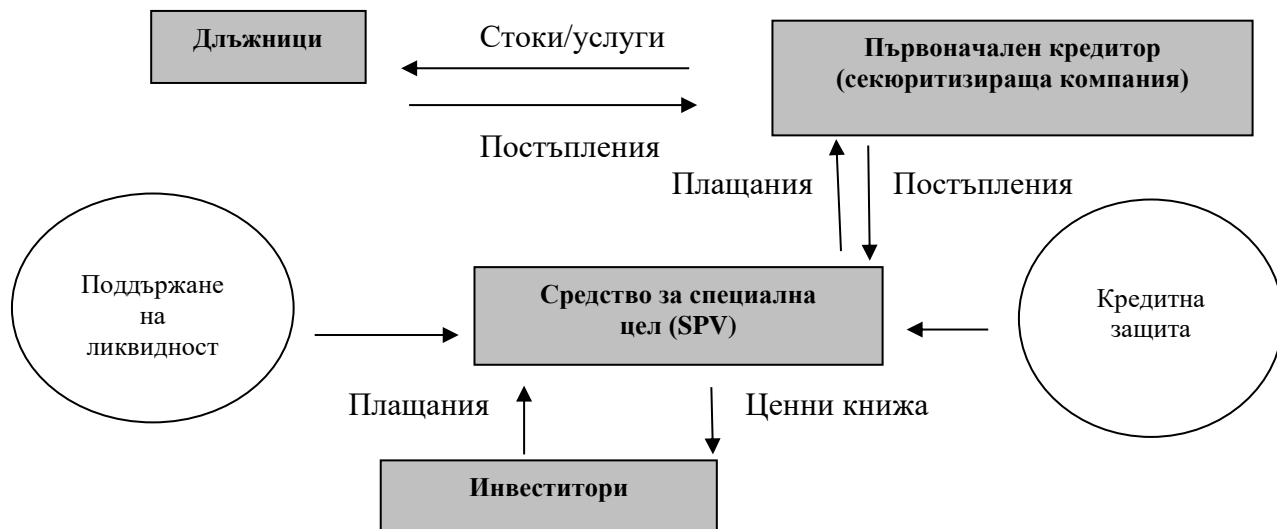 Длъжници
Стоки/услуги
Първоначален кредитор
(секюритизираща компания)
Постъпления
Плащания
Постъпления
Поддържане
на
ликвидност
Средство за специална
цел (SPV)
Кредитна
защита
Плащания
Ценни книжа
Инвеститори